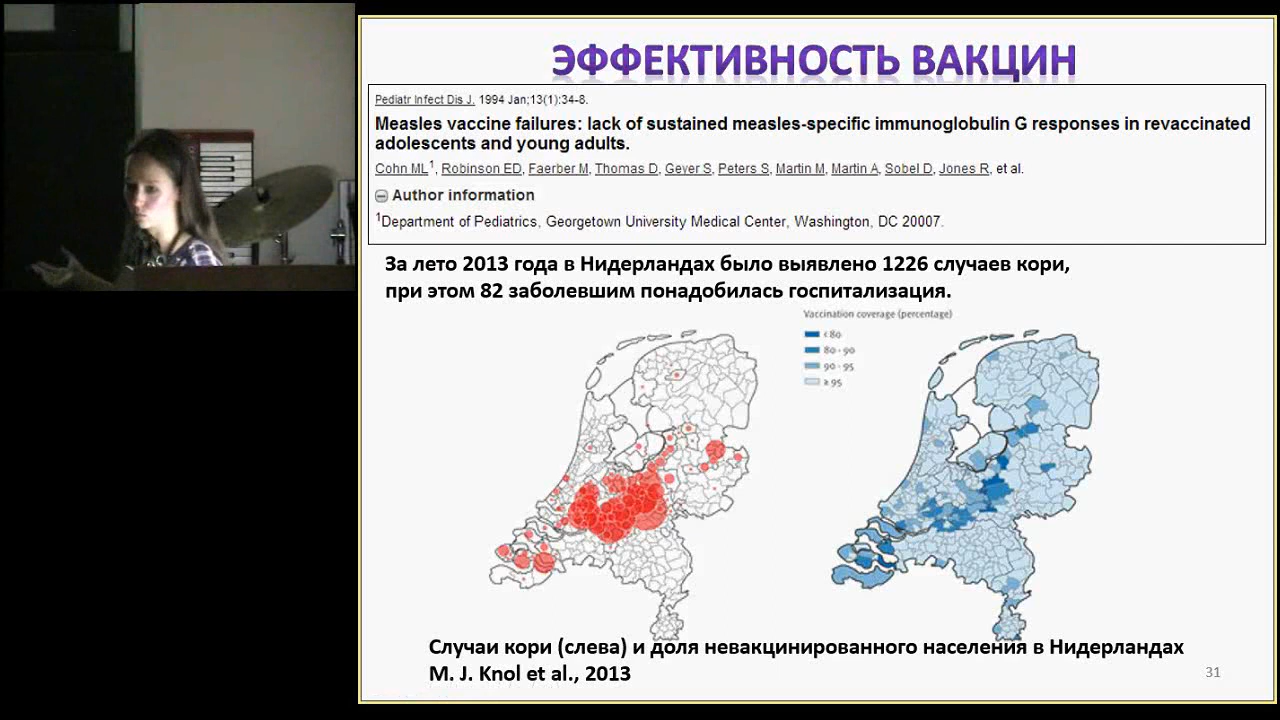 ЭФФЕКТИВНОСТЬ ВАКЦИН
Pediatr Infect Dis J. 1994 Jan;13(1):34-8.
Measles vaccine failures: lack of sustained measles-specific immunoglobulin G responses in revaccinated
adolescents and young adults.
Cohn ML1, Robinson ED, Faerber M, Thomas D, Geyer S, Peters S, Martin M, Martin A, Sobel D, Jones R, et al.
Author information
1Department of Pediatrics, Georgetown University Medical Center, Washington, DC 20007.
За лето 2013 года в Нидерландах было выявлено 1226 случаев кори,
при этом 82 заболевшим понадобилась госпитализация.
Vaccination coverage (percentage)
< 80
80 - 90
90 - 95
≥ 95
Случаи кори (слева) и доля невакцинированного населения в Нидерландах
M. J. Knol et al., 2013
31